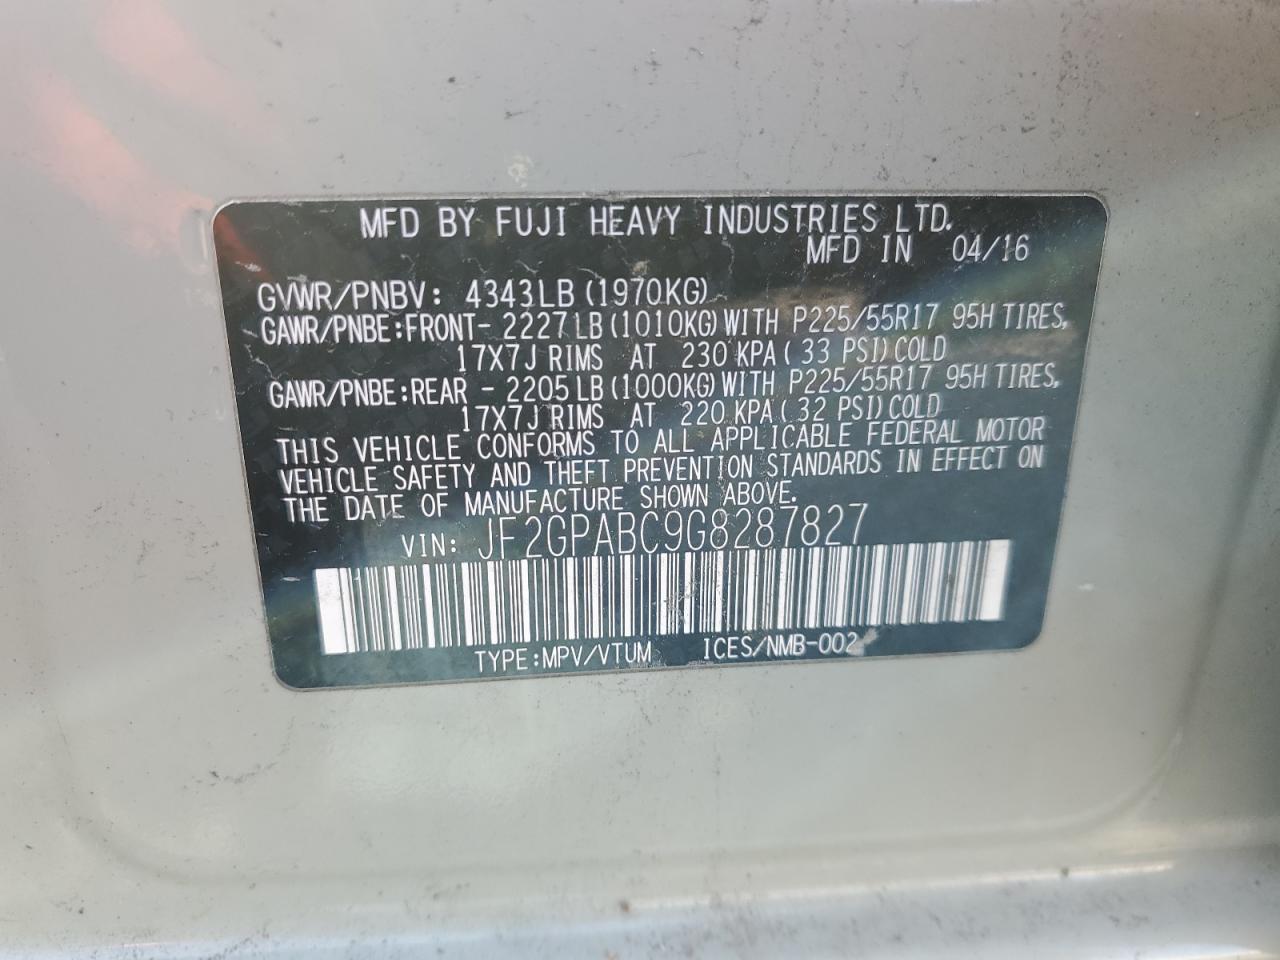 MFD BY FUJI HEAVY INDUSTRIES LTD.
MFD IN 04/16
GVWR/PNBV: 4343LB (1970KG)
GAWR/PNBE:FRONT- 2227LB (1010KG) WITH P225/55R17 95H TIRES,
17X7J RIMS AT 230 KPA ( 33 PSI) COLD
GAWR/PNBE:REAR - 2205LB (1000KG) WITH P225/55R17 95H TIRES,
17X7J RIMS AT 220 KPA ( 32 PSI) COLD
THIS VEHICLE CONFORMS TO ALL APPLICABLE FEDERAL MOTOR
VEHICLE SAFETY AND THEFT PREVENTION STANDARDS IN EFFECT ON
THE DATE OF MANUFACTURE SHOWN ABOVE.
VIN: JF2GPABC9G8287827
TYPE:MPV/VTUM ICES/NMB-002